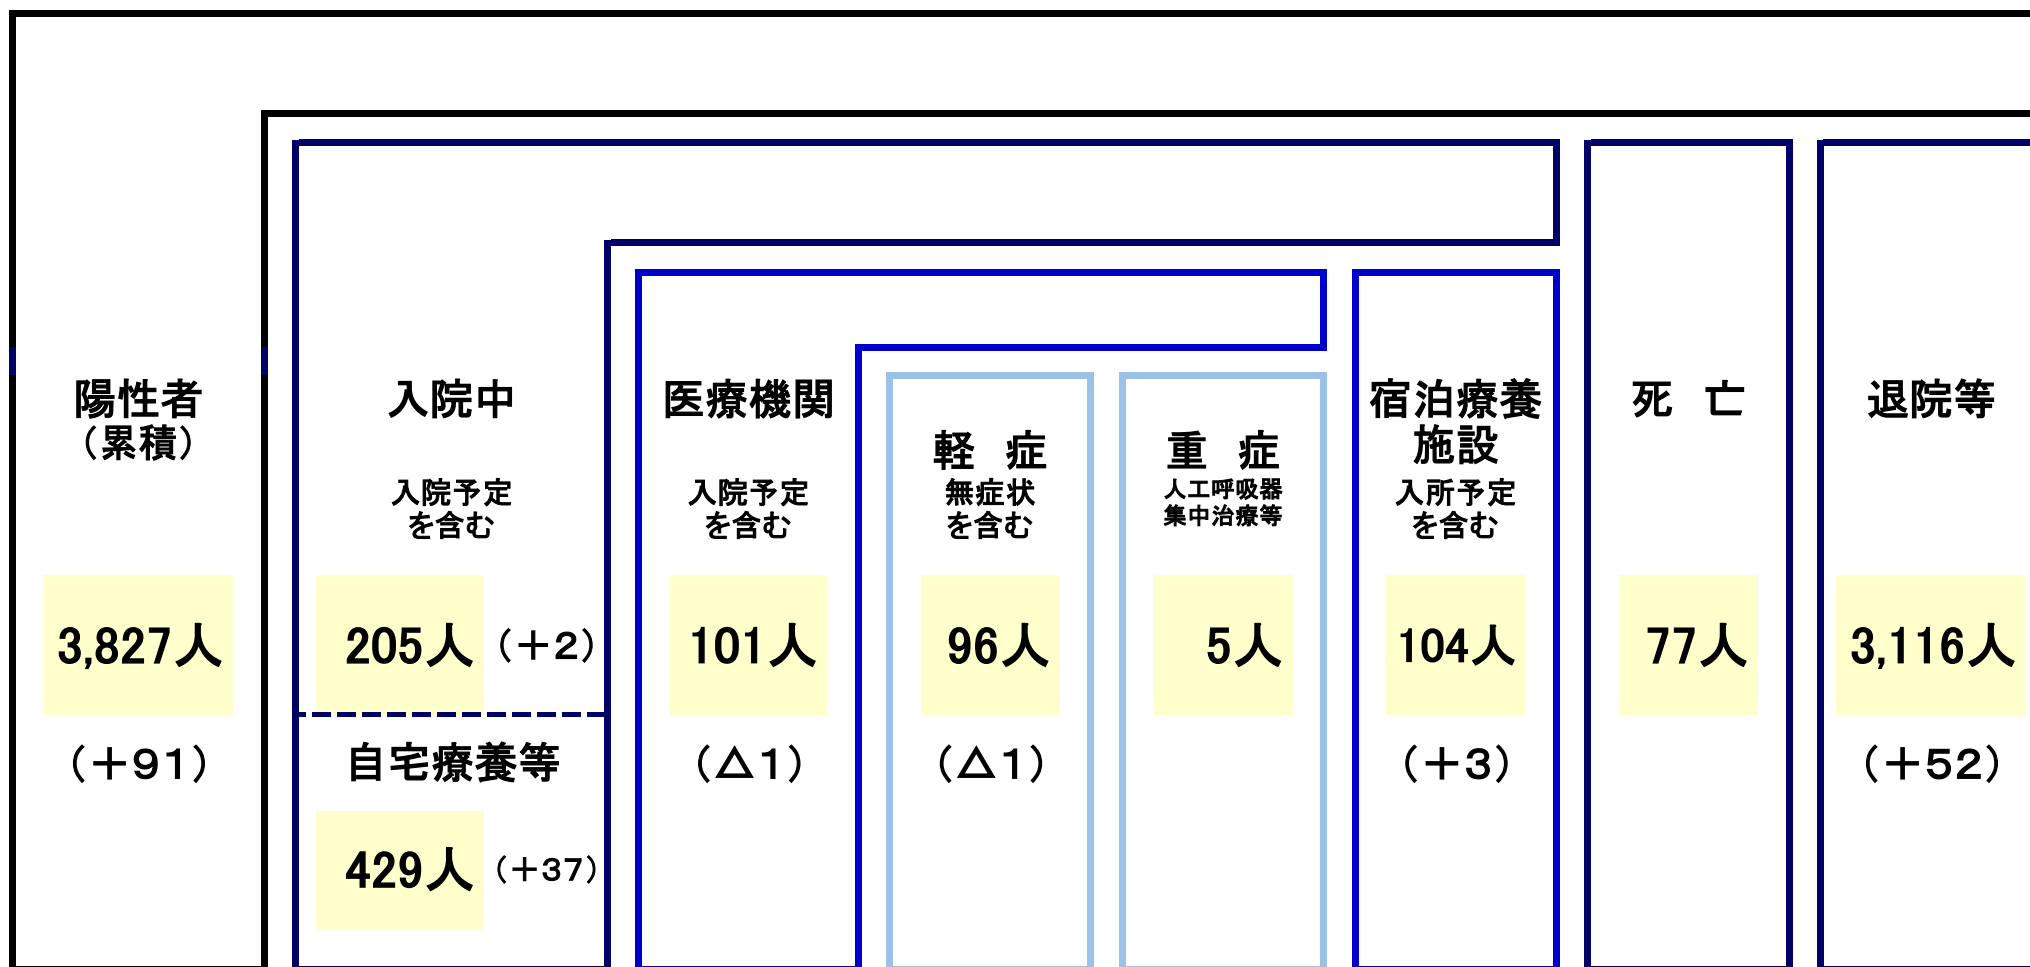 陽性者
（累積）
3,827人
（＋91）
入院中
入院予定
を含む
205人（＋2）
自宅療養等
429人（＋37）
医療機関
入院予定
を含む
101人
（△1）
軽 症
無症状
を含む
96人
（△1）
重 症
人工呼吸器
集中治療等
5人
宿泊療養
施設
入所予定
を含む
104人
（＋3）
死 亡
77人
退院等
3,116人
（＋52）